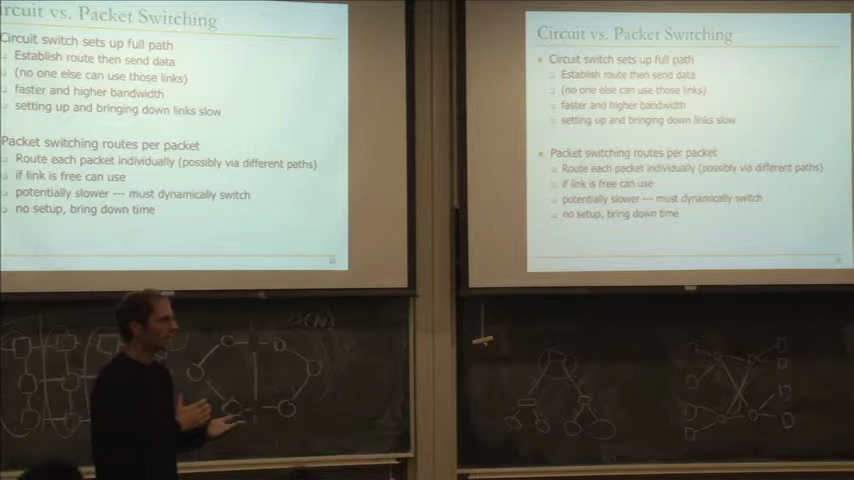 rcuit vs. Packet Switching
Circuit switch sets up full path
Establish route then send data
(no one else can use those links)
faster and higher bandwidth
setting up and bringing down links slow
Packet switching routes per packet
Route each packet individually (possibly via different paths)
if link is free can use
potentially slower --- must dynamically switch
no setup, bring down time
Circuit vs. Packet Switching
Circuit switch sets up full path
Establish route then send data
(no one else can use those links)
faster and higher bandwidth
setting up and bringing down links slow
Packet switching routes per packet
Route each packet individually (possibly via different paths)
if link is free can use
potentially slower --- must dynamically switch
no setup, bring down time